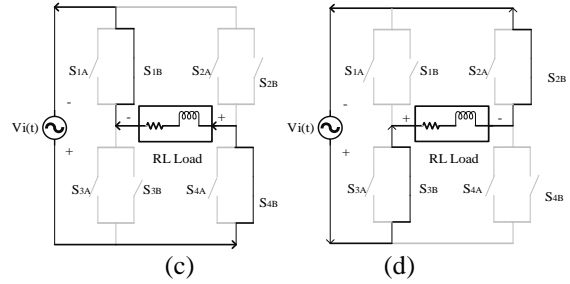 S1A S1B S2A S2B
-
Vi(t)
+
- +
RL Load
S3A S3B S4A S4B
(c)
S1A S1B S2A S2B
-
Vi(t)
+
+ -
RL Load
S3A S3B S4A S4B
(d)